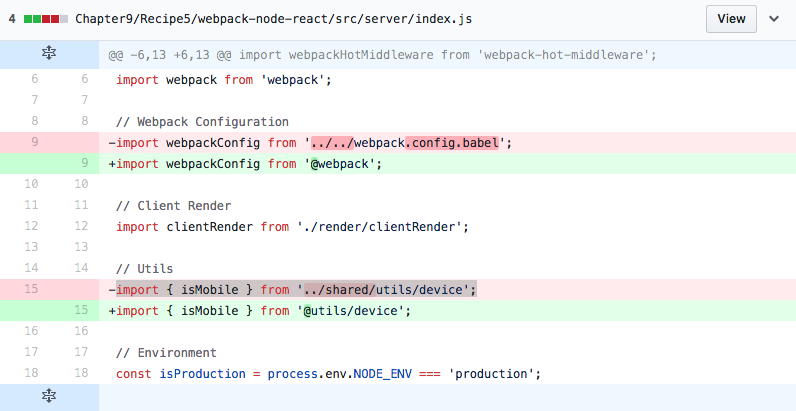 4 Chapter9/Recipe5/webpack-node-react/src/server/index.js View
@@ -6,13 +6,13 @@ import webpackHotMiddleware from 'webpack-hot-middleware';
6 6 import webpack from 'webpack';
7 7
8 8 // Webpack Configuration
9 -import webpackConfig from '../../webpack.config.babel';
9 +import webpackConfig from '@webpack';
10 10
11 11 // Client Render
12 12 import clientRender from './render/clientRender';
13 13
14 14 // Utils
15 -import { isMobile } from '../shared/utils/device';
15 +import { isMobile } from '@utils/device';
16 16
17 17 // Environment
18 18 const isProduction = process.env.NODE_ENV === 'production';